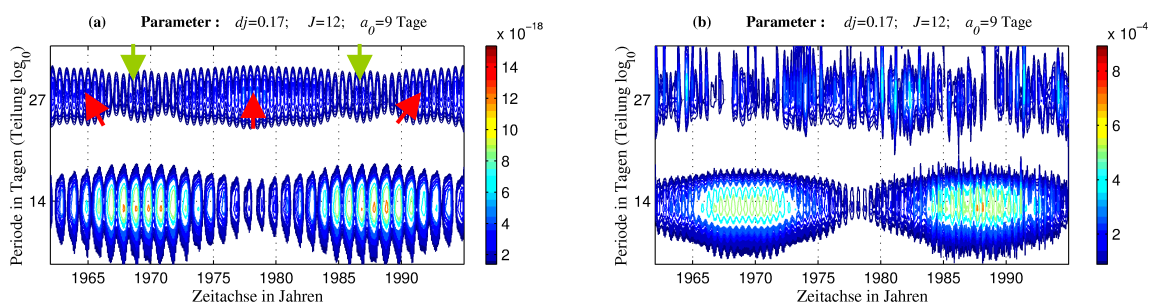 (a) Parameter : dj=0.17; J=12; a0=9 Tage
x 10^-18
Periode in Tagen (Teilung log10)
27
14
14
12
10
8
6
4
2
1965 1970 1975 1980 1985 1990
Zeitachse in Jahren
(b) Parameter : dj=0.17; J=12; a0=9 Tage
x 10^-4
Periode in Tagen (Teilung log10)
27
14
8
6
4
2
1965 1970 1975 1980 1985 1990
Zeitachse in Jahren